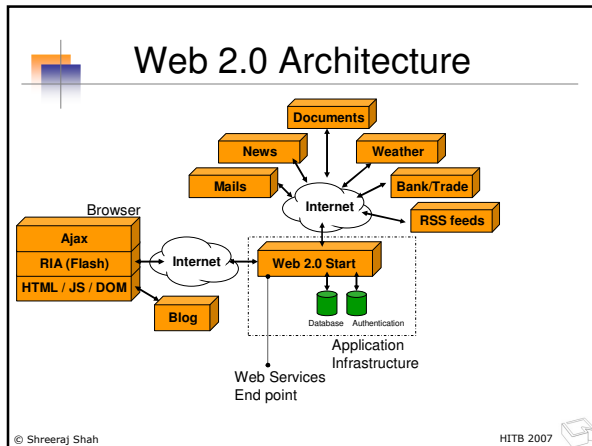 Web 2.0 Architecture
Documents
News
Weather
Mails
Bank/Trade
Internet
RSS feeds
Browser
Ajax
RIA (Flash)
HTML / JS / DOM
Internet
Web 2.0 Start
Blog
Database
Authentication
Application
Infrastructure
Web Services
End point
© Shreeraj Shah
HITB 2007